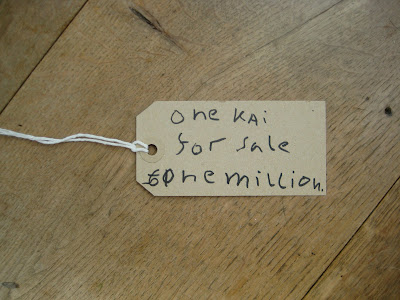 one KAi
for sale
£One million.